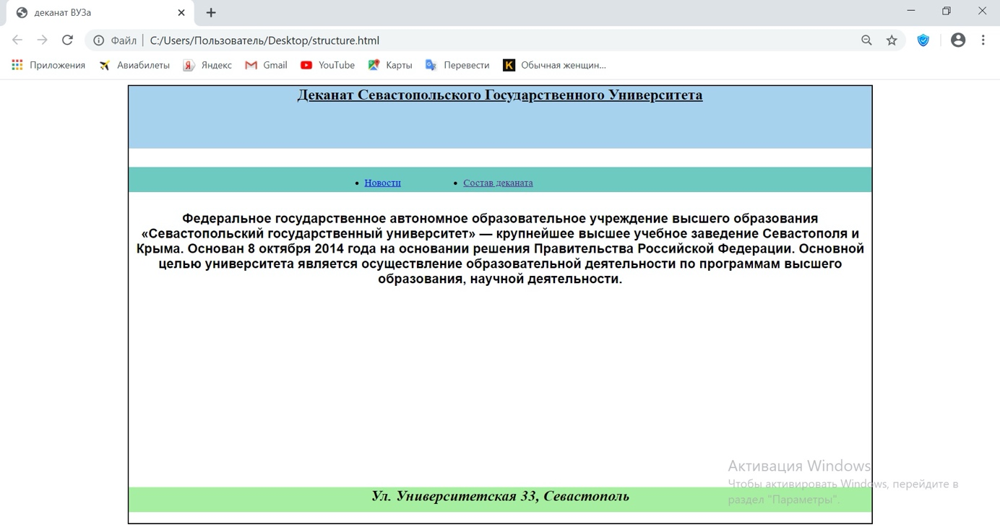 деканат ВУЗа
Файл | C:/Users/Пользователь/Desktop/structure.html
Приложения Авиабилеты Яндекс Gmail YouTube Карты Перевести Обычная женщин...
Деканат Севастопольского Государственного Университета
• Новости • Состав деканата
Федеральное государственное автономное образовательное учреждение высшего образования
«Севастопольский государственный университет» — крупнейшее высшее учебное заведение Севастополя и
Крыма. Основан 8 октября 2014 года на основании решения Правительства Российской Федерации. Основной
целью университета является осуществление образовательной деятельности по программам высшего
образования, научной деятельности.
Активация Windows
Чтобы активировать Windows, перейдите в
раздел "Параметры".
Ул. Университетская 33, Севастополь